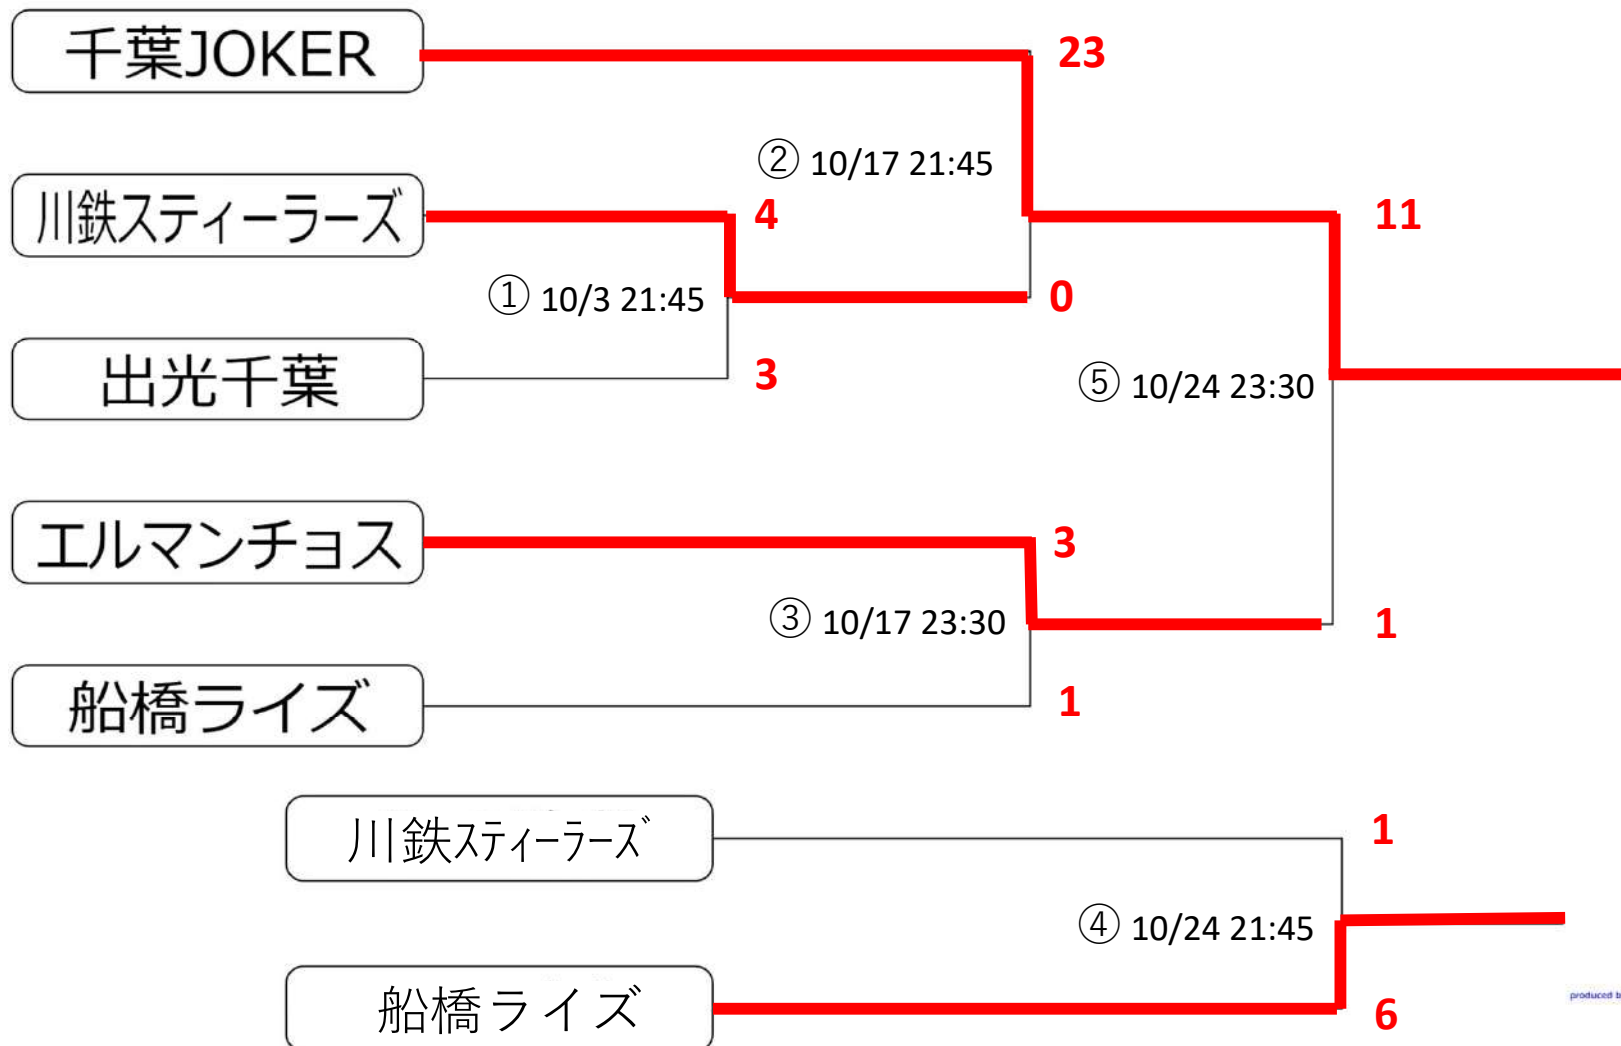 千葉JOKER
23
② 10/17 21:45
川鉄スティーラーズ
4
11
① 10/3 21:45
0
出光千葉
3
⑤ 10/24 23:30
エルマンチョス
3
③ 10/17 23:30
1
船橋ライズ
1
川鉄スティーラーズ
1
④ 10/24 21:45
船橋ライズ
6
produced b